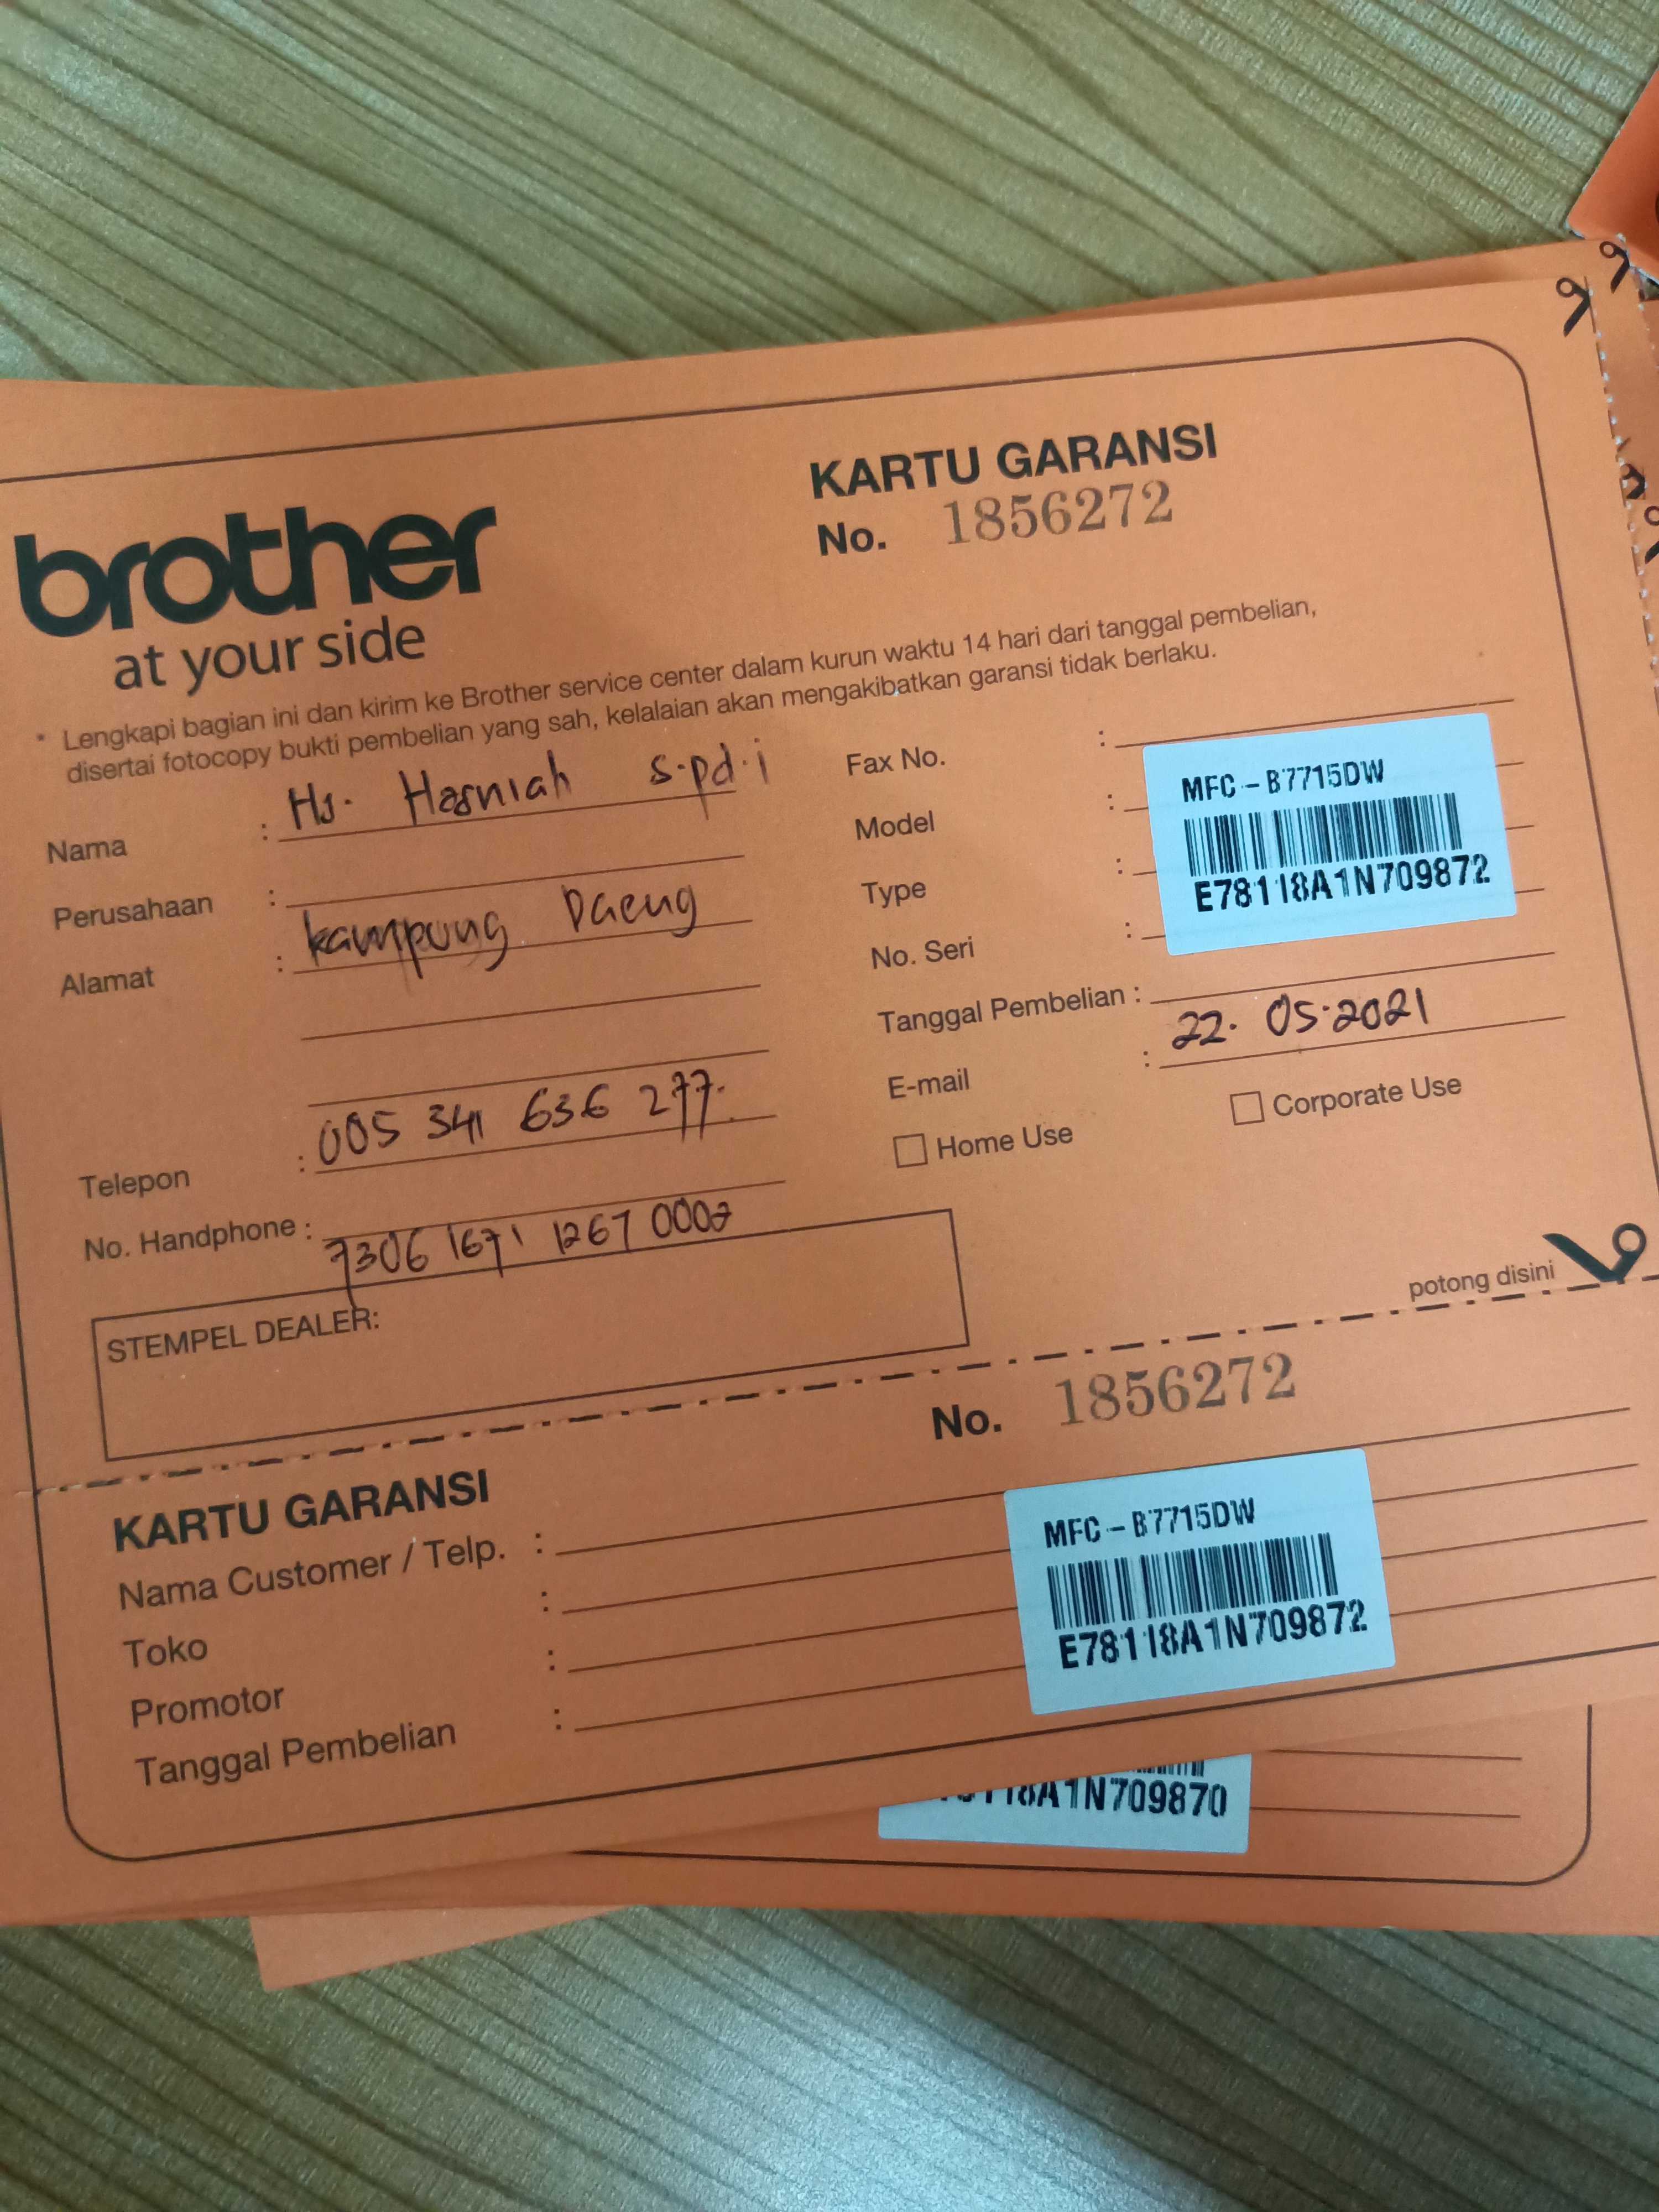 brother
at your side
KARTU GARANSI
No. 1856272
* Lengkapi bagian ini dan kirim ke Brother service center dalam kurun waktu 14 hari dari tanggal pembelian,
disertai fotocopy bukti pembelian yang sah, kelalaian akan mengakibatkan garansi tidak berlaku.
Nama : Hj. Hasniah S.pd.i
Perusahaan :
Alamat : kampung Daeng
Telepon : 005 341 636 277.
No. Handphone : 7306 1671 1267 0002
STEMPEL DEALER:
Fax No. :
Model :
Type :
No. Seri :
MFC-B7715DW
E78118A1N709872
Tanggal Pembelian :
22. 05.2021
E-mail :
Home Use
Corporate Use
potong disini
No. 1856272
KARTU GARANSI
Nama Customer / Telp. :
Toko :
Promotor :
Tanggal Pembelian :
MFC-B7715DW
E78118A1N709872
118A1N709870